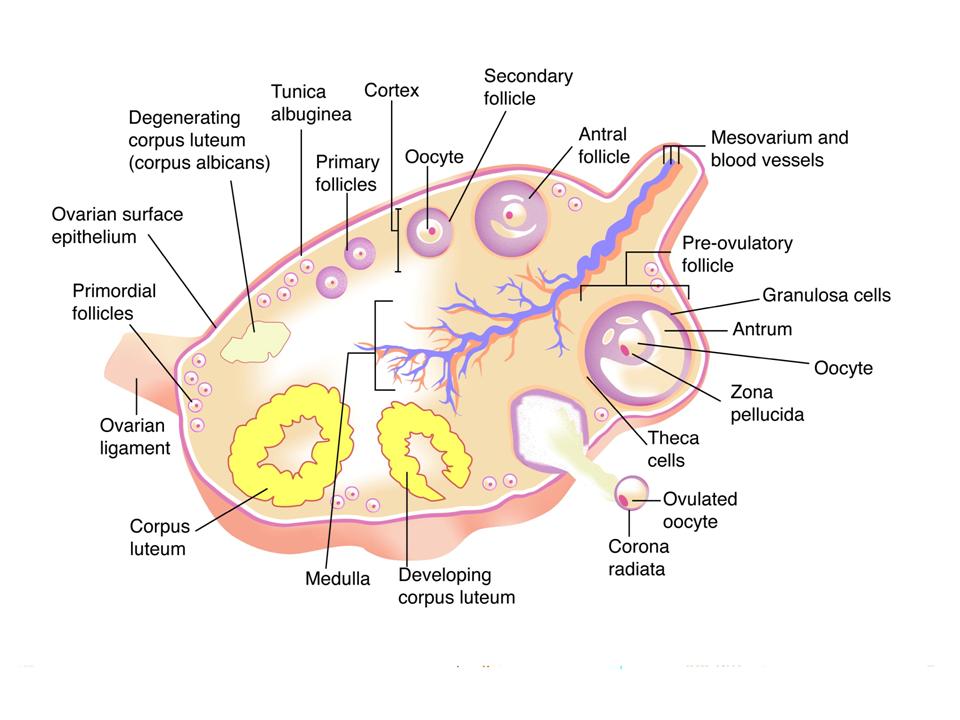 Secondary
follicle
Cortex
Tunica
albuginea
Degenerating
corpus luteum
(corpus albicans)
Primary
follicles
Oocyte
Antral
follicle
Mesovarium and
blood vessels
Ovarian surface
epithelium
Pre-ovulatory
follicle
Primordial
follicles
Granulosa cells
Antrum
Oocyte
Zona
pellucida
Ovarian
ligament
Theca
cells
Ovulated
oocyte
Corpus
luteum
Corona
radiata
Medulla
Developing
corpus luteum